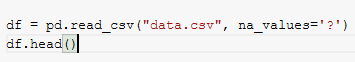 df = pd.read_csv("data.csv", na_values='?')
df.head()